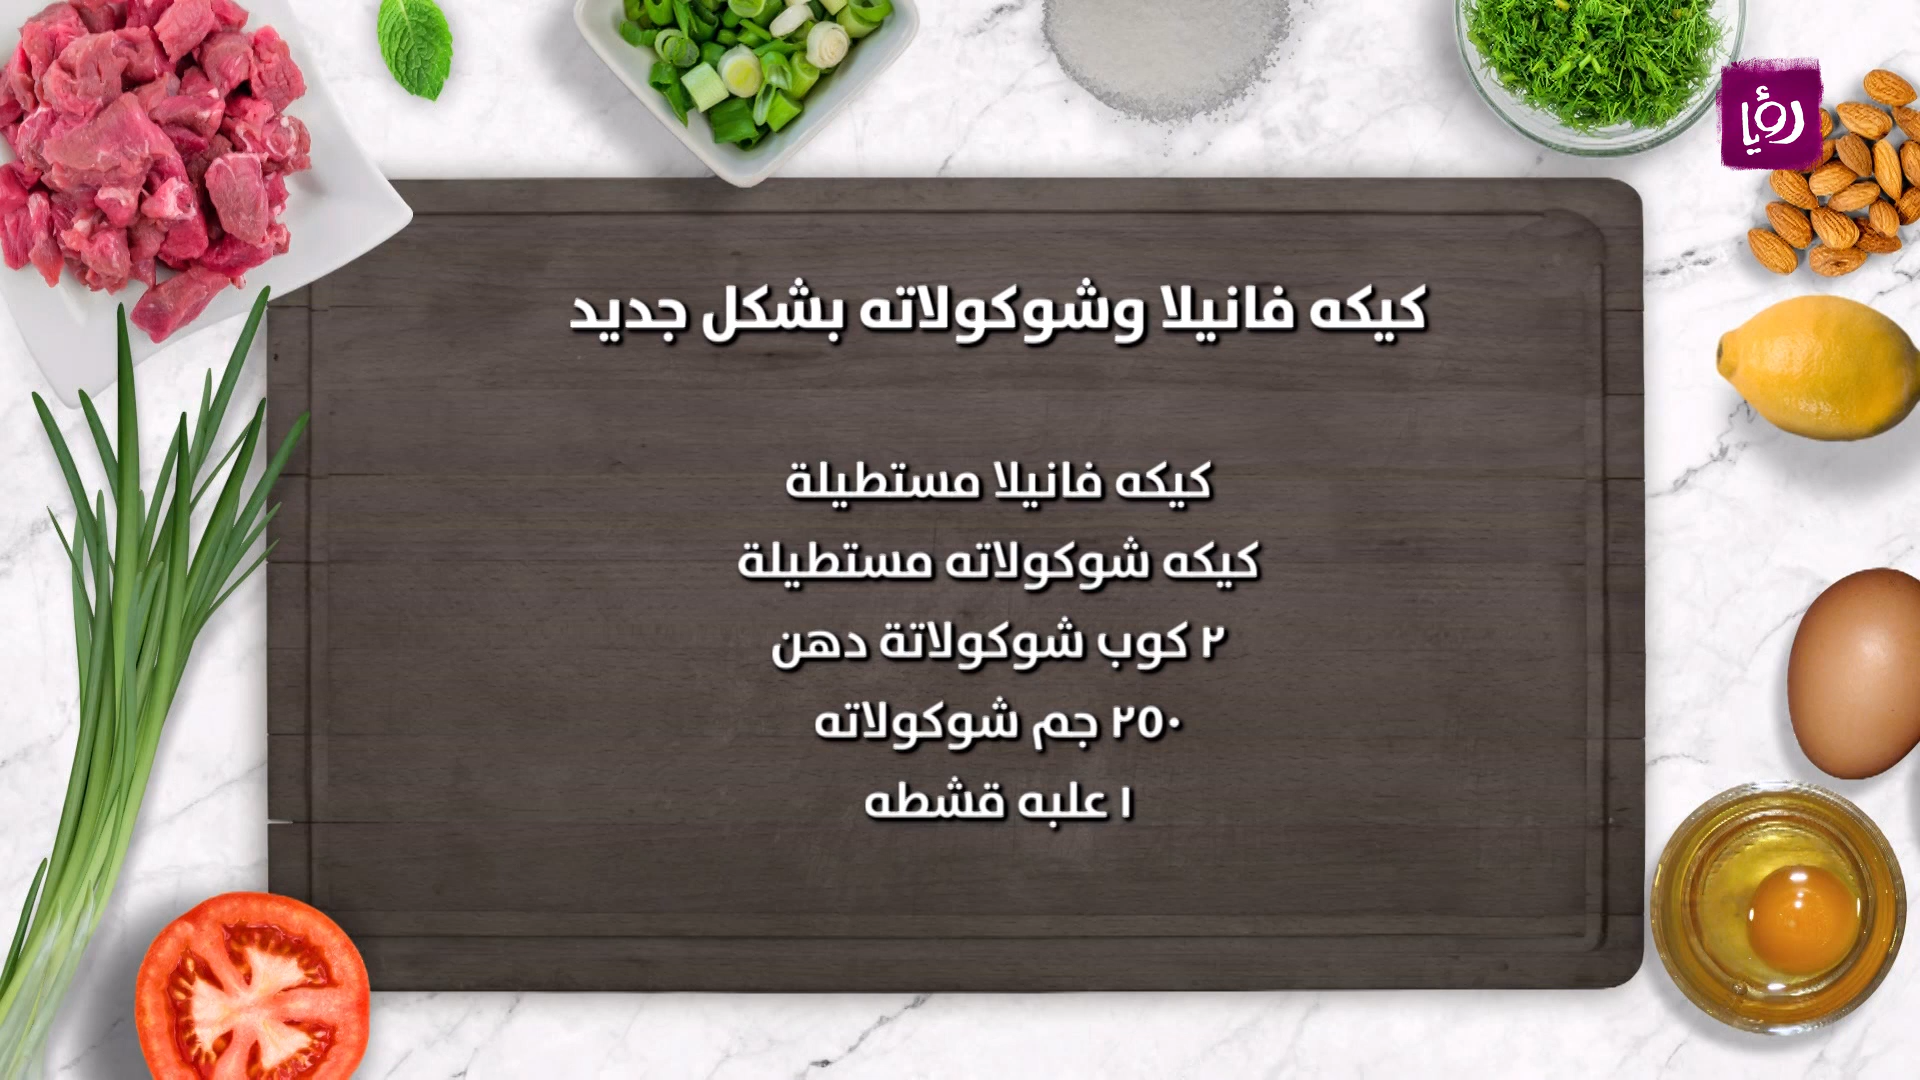 رؤيا
كيكه فانيلا وشوكولاته بشكل جديد
كيكه فانيلا مستطيلة
كيكه شوكولاته مستطيلة
٢ كوب شوكولاتة دهن
٢٥٠ جم شوكولاته
١ علبه قشطه